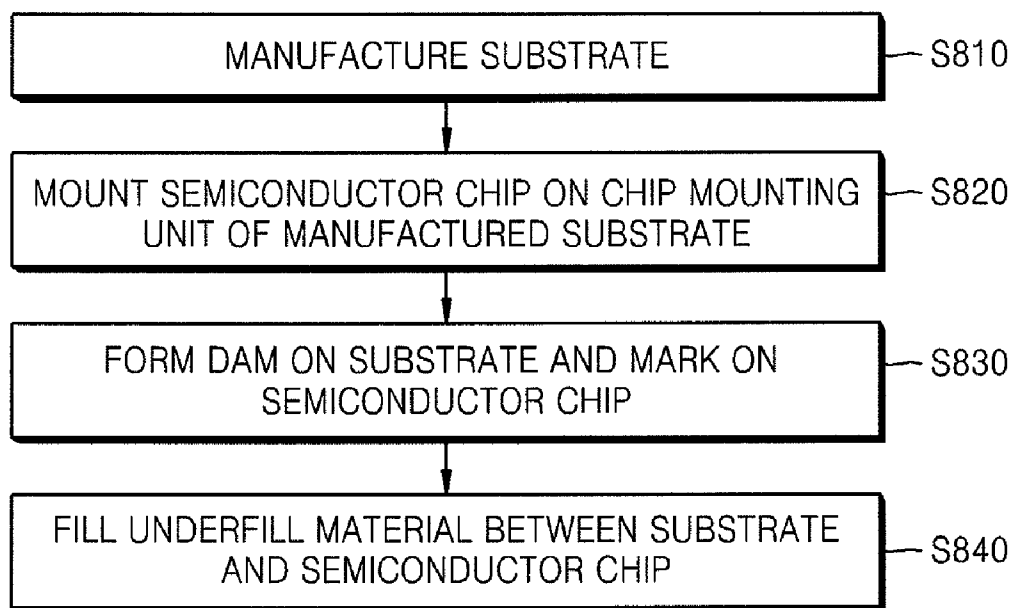 MANUFACTURE SUBSTRATE
S810
MOUNT SEMICONDUCTOR CHIP ON CHIP MOUNTING
UNIT OF MANUFACTURED SUBSTRATE
S820
FORM DAM ON SUBSTRATE AND MARK ON
SEMICONDUCTOR CHIP
S830
FILL UNDERFILL MATERIAL BETWEEN SUBSTRATE
AND SEMICONDUCTOR CHIP
S840